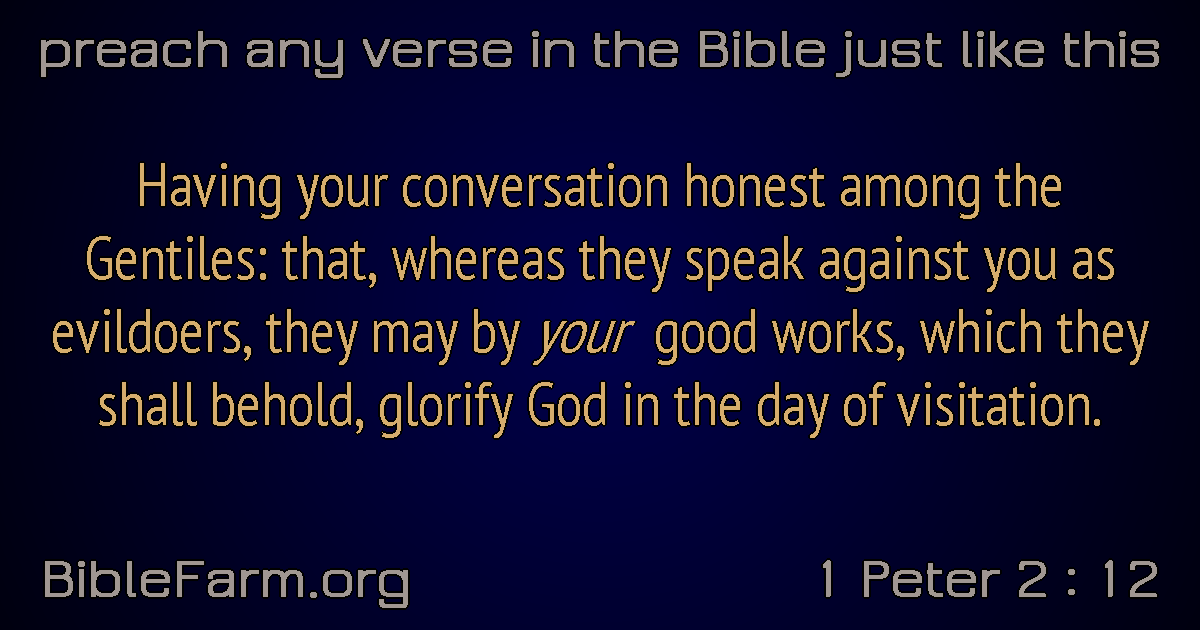 preach any verse in the Bible just like this
Having your conversation honest among the
Gentiles: that, whereas they speak against you as
evildoers, they may by your good works, which they
shall behold, glorify God in the day of visitation.
BibleFarm.org
1 Peter 2 : 12